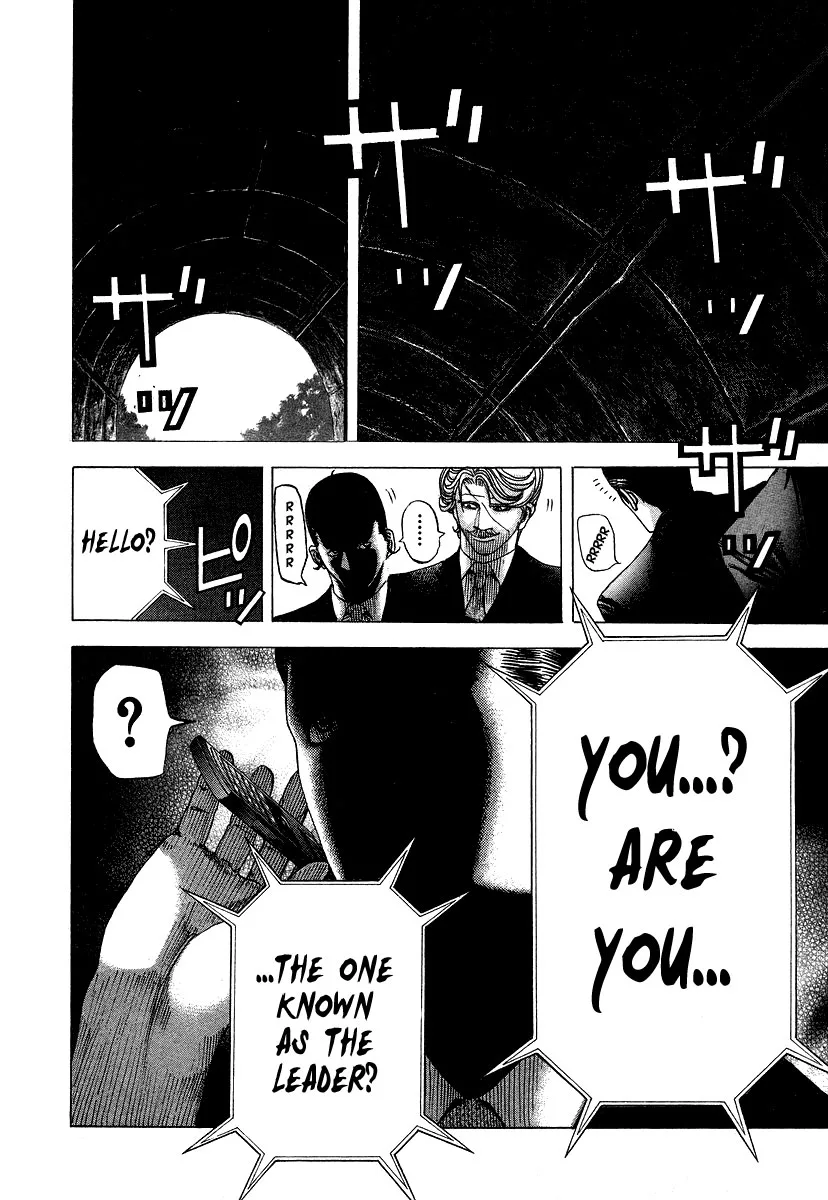 ザッ
ザッ
ザッ
ザッ
RRRRR
......
RRRRR
ピッ
HELLO?
YOU...?
ARE
YOU...
?
...THE ONE
KNOWN
AS THE
LEADER?